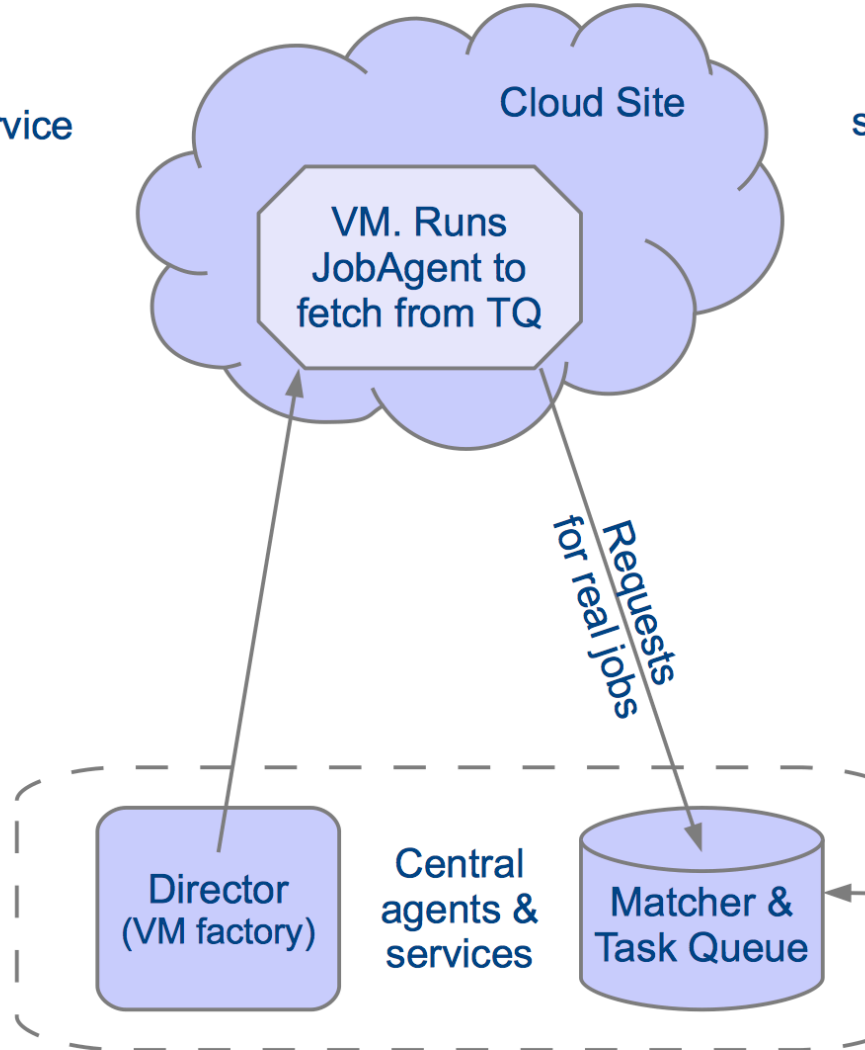 Cloud Site
VM. Runs
JobAgent to
fetch from TQ
Requests
for real jobs
Director
(VM factory)
Central
agents &
services
Matcher &
Task Queue